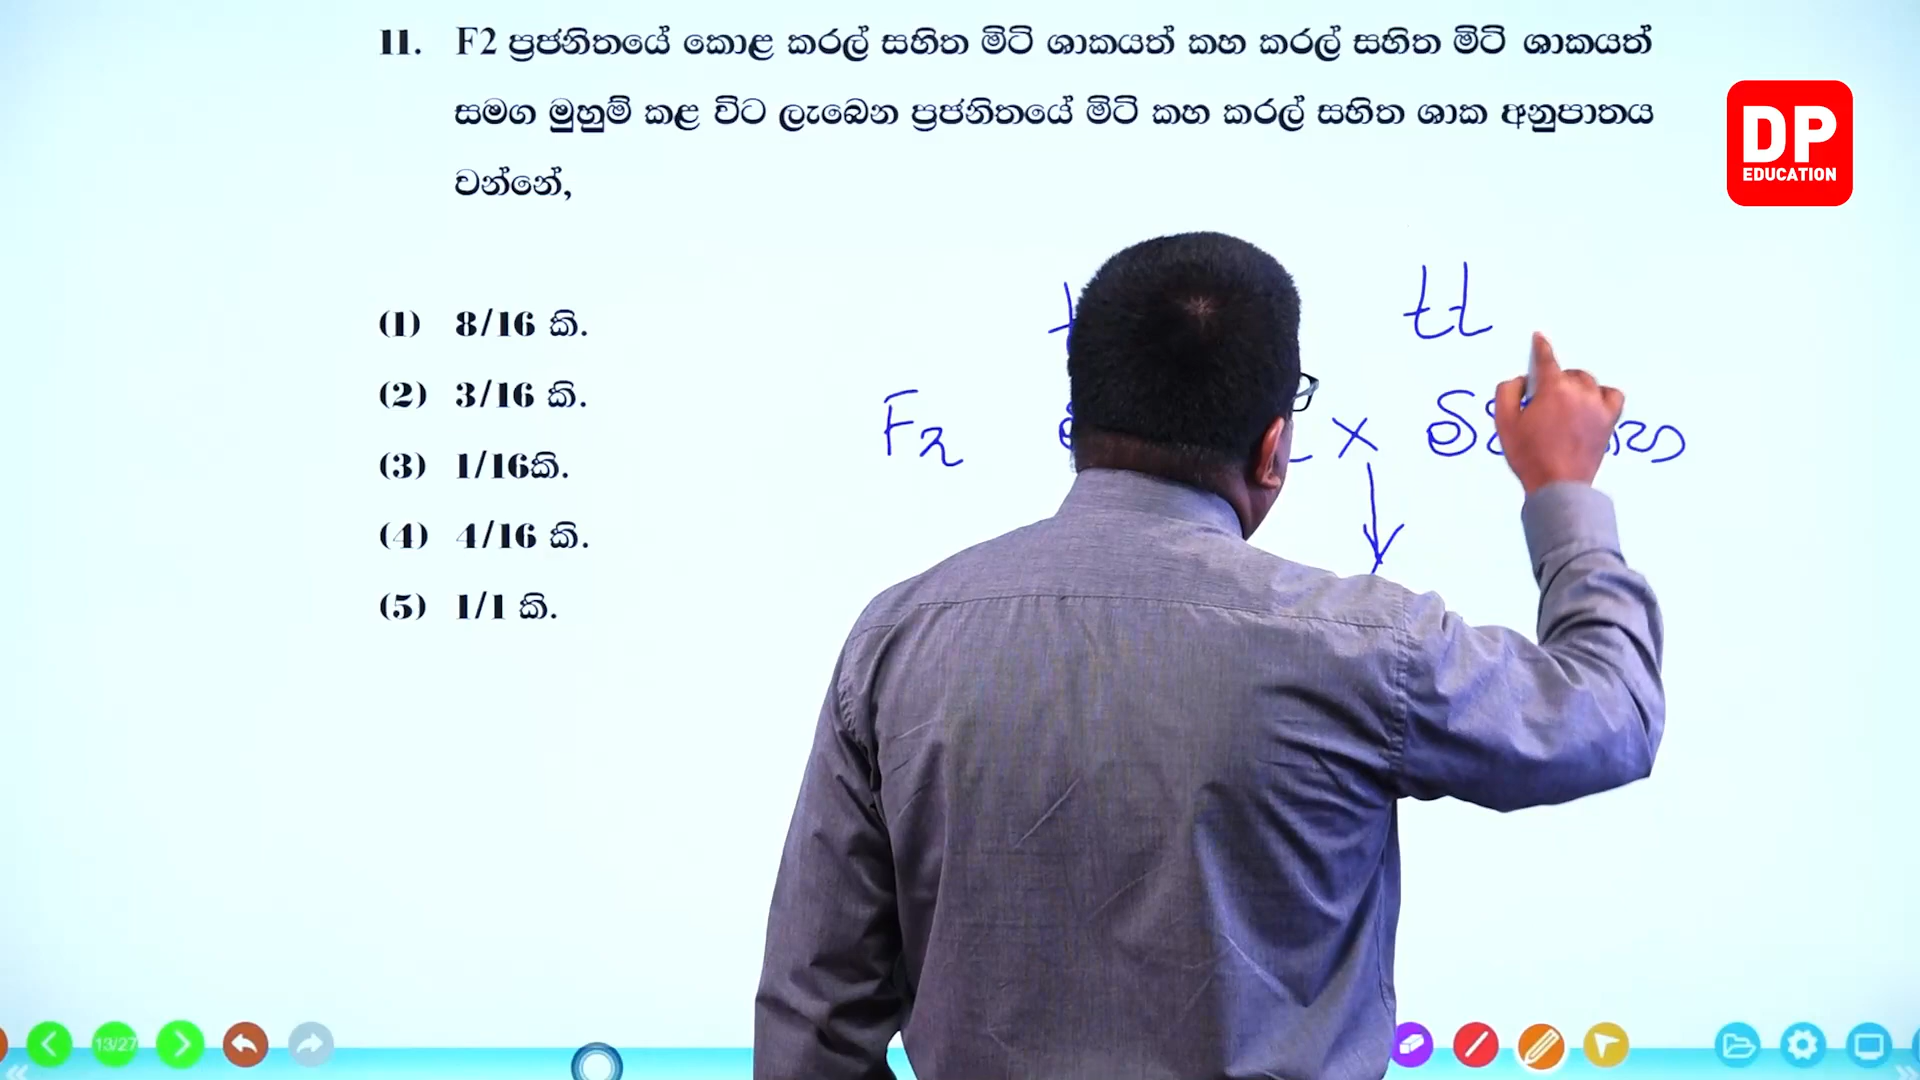 11. F2 ප්‍රජනිතයේ කොළ කරල් සහිත මිටි ශාකයත් කහ කරල් සහිත මිටි ශාකයත්
සමග මුහුම් කළ විට ලැබෙන ප්‍රජනිතයේ මිටි කහ කරල් සහිත ශාක අනුපාතය
වන්නේ,
DP
EDUCATION
(1) 8/16 කි.
(2) 3/16 කි.
(3) 1/16කි.
(4) 4/16 කි.
(5) 1/1 කි.
tt
F2 ×
13/27